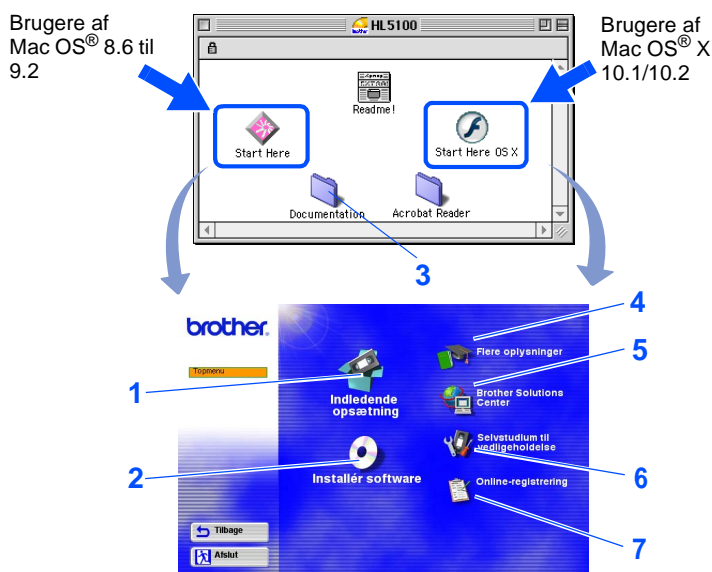 Brugere af
Mac OS® 8.6 til
9.2
HL5100
Brugere af
Mac OS® X
10.1/10.2
Readme!
Start Here
Start Here OS X
Documentation
Acrobat Reader
3
brother.
Topmenu
1
Indledende
opsætning
2
Installér software
4
Flere oplysninger
5
Brother Solutions
Center
Selvstudium til
vedligeholdelse
6
Online-registrering
7
Tilbage
Afslut